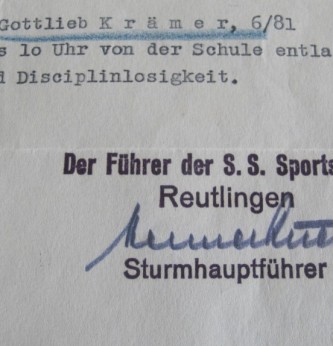 Gottlieb K r ä m e r, 6/81
s lo Uhr von der Schule entla
d Disciplinlosigkeit.
Der Führer der S. S. Sports
Reutlingen
Sturmhauptführer